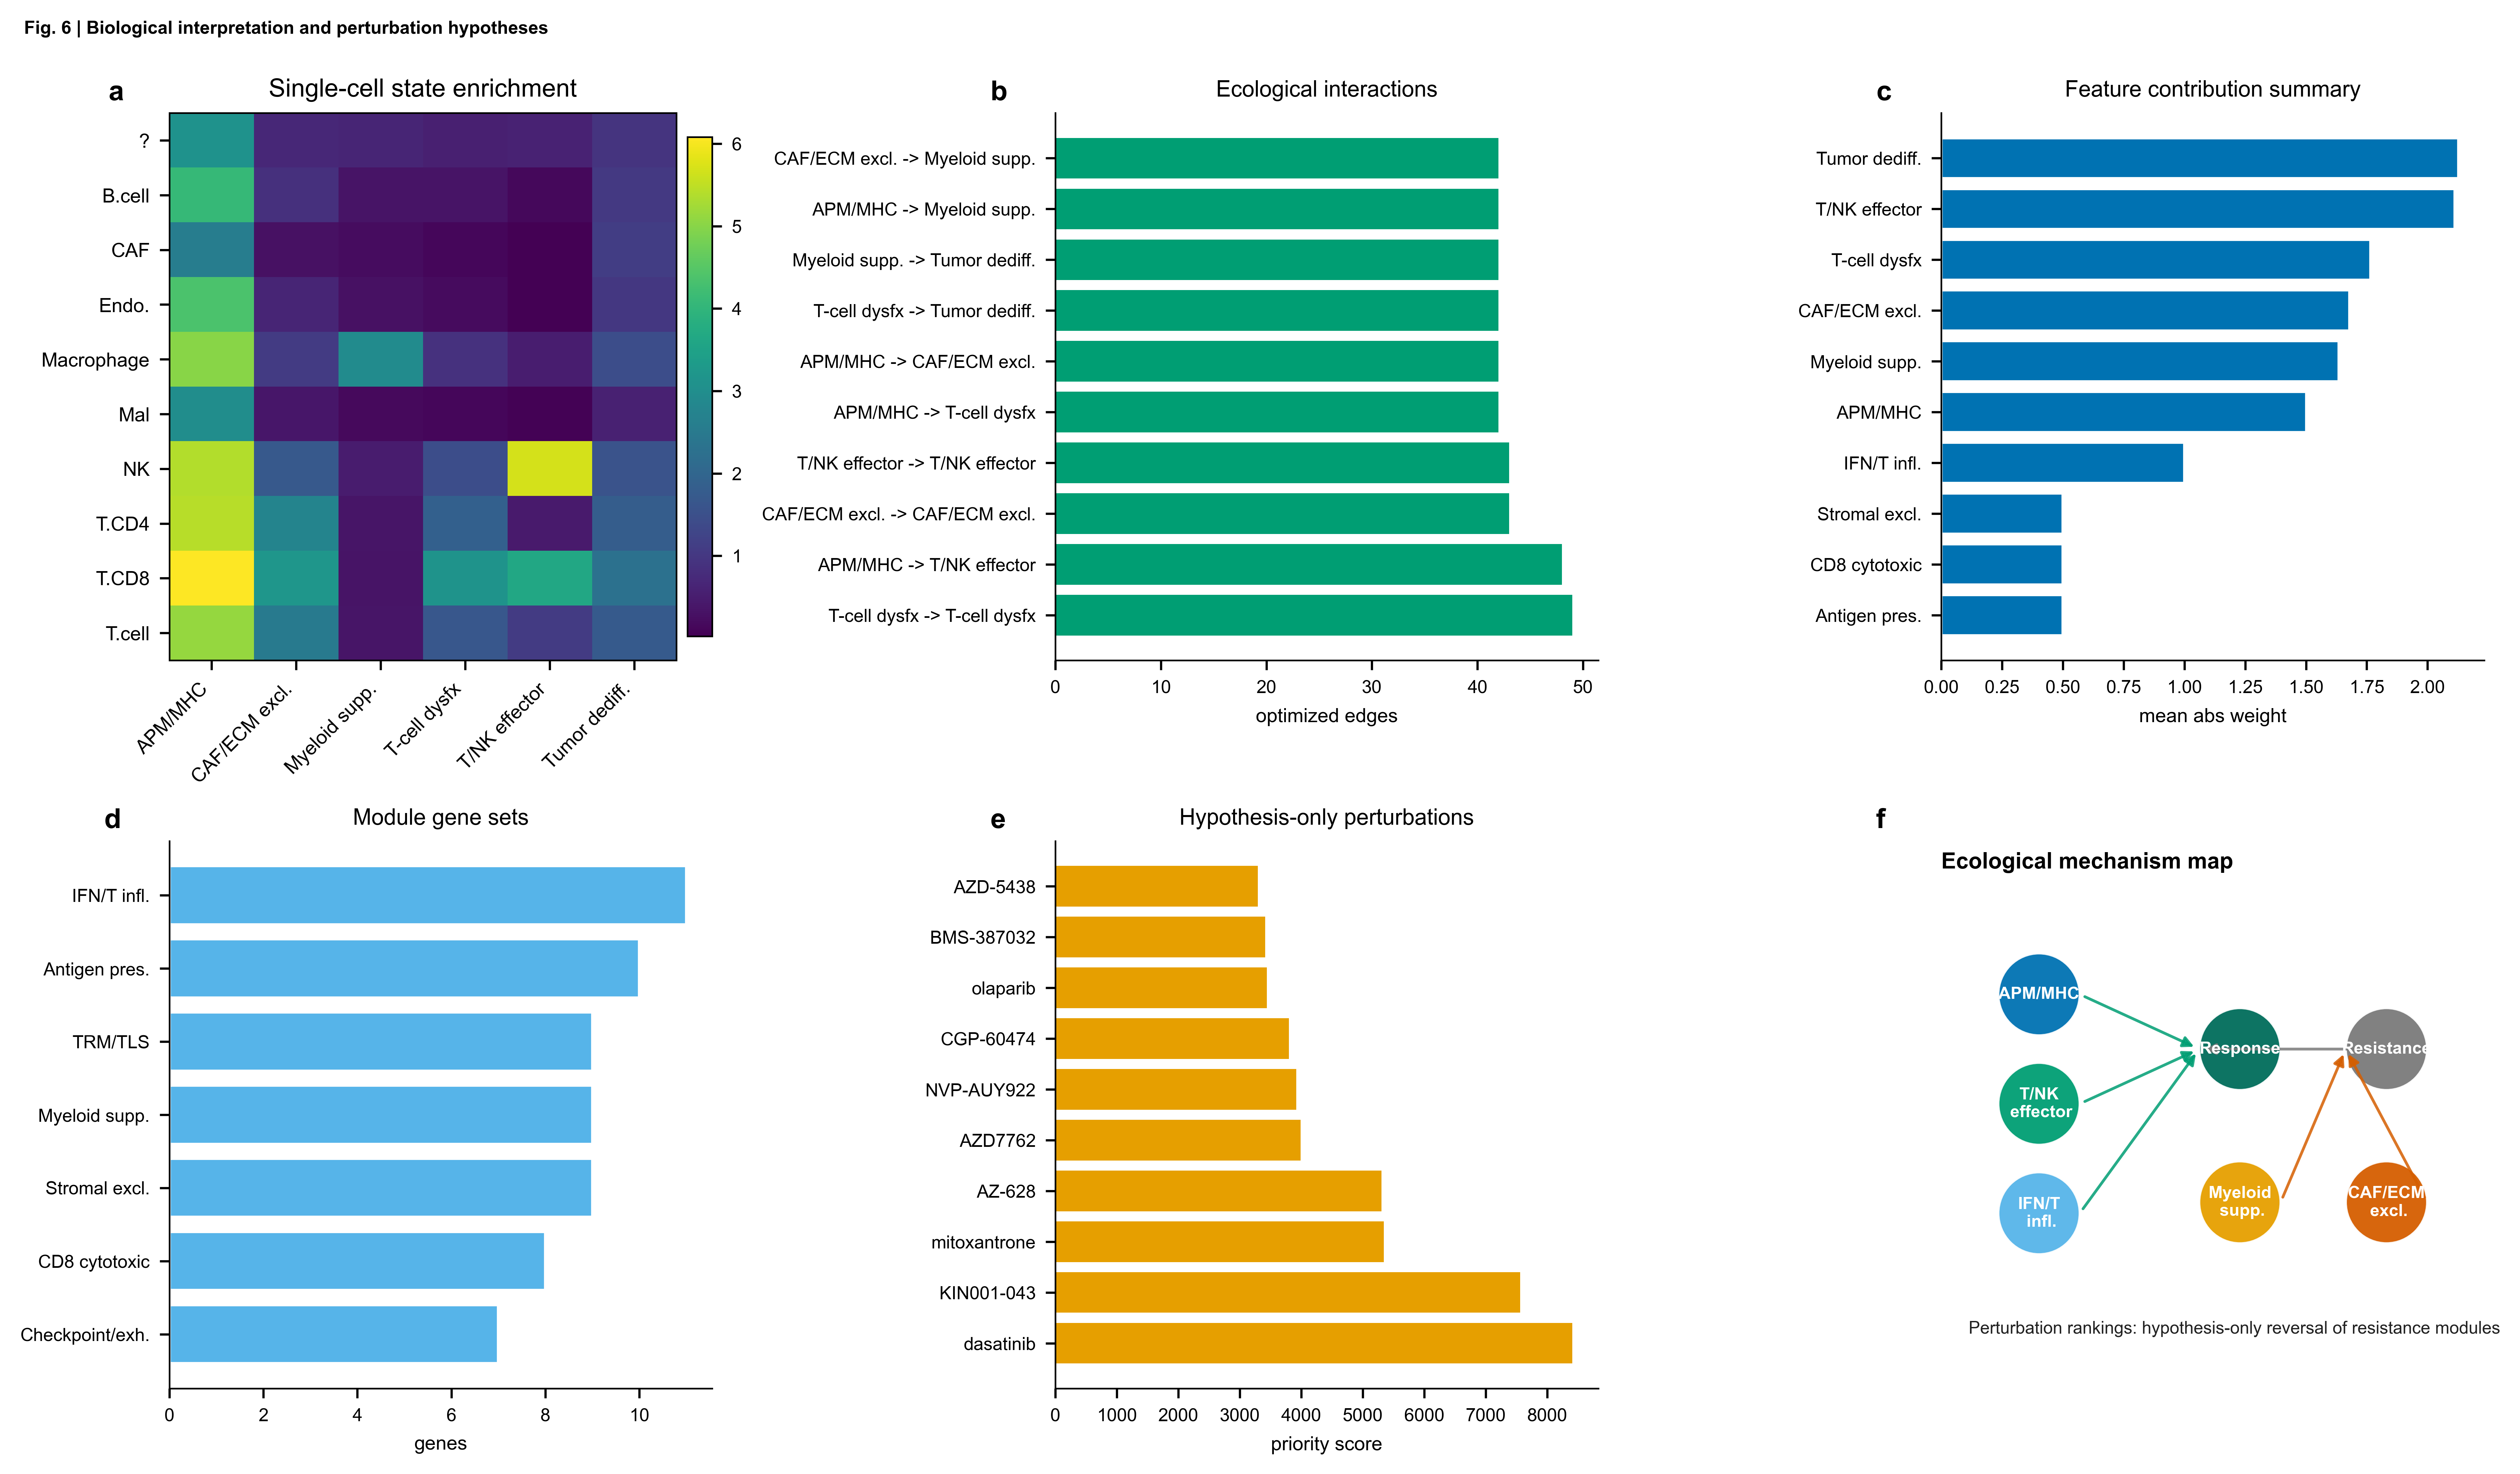 Fig. 6 | Biological interpretation and perturbation hypotheses
a
Single-cell state enrichment
?
B.cell
CAF
Endo.
Macrophage
Mal
NK
T.CD4
T.CD8
T.cell
APM/MHC
CAF/ECM excl.
Myeloid supp.
T-cell dysfx
T/NK effector
Tumor dediff.
6
5
4
3
2
1
b
Ecological interactions
CAF/ECM excl. -> Myeloid supp.
APM/MHC -> Myeloid supp.
Myeloid supp. -> Tumor dediff.
T-cell dysfx -> Tumor dediff.
APM/MHC -> CAF/ECM excl.
APM/MHC -> T-cell dysfx
T/NK effector -> T/NK effector
CAF/ECM excl. -> CAF/ECM excl.
APM/MHC -> T/NK effector
T-cell dysfx -> T-cell dysfx
0 10 20 30 40 50
optimized edges
c
Feature contribution summary
Tumor dediff.
T/NK effector
T-cell dysfx
CAF/ECM excl.
Myeloid supp.
APM/MHC
IFN/T infl.
Stromal excl.
CD8 cytotoxic
Antigen pres.
0.00 0.25 0.50 0.75 1.00 1.25 1.50 1.75 2.00
mean abs weight
d
Module gene sets
IFN/T infl.
Antigen pres.
TRM/TLS
Myeloid supp.
Stromal excl.
CD8 cytotoxic
Checkpoint/exh.
0 2 4 6 8 10
genes
e
Hypothesis-only perturbations
AZD-5438
BMS-387032
olaparib
CGP-60474
NVP-AUY922
AZD7762
AZ-628
mitoxantrone
KIN001-043
dasatinib
0 1000 2000 3000 4000 5000 6000 7000 8000
priority score
f
Ecological mechanism map
APM/MHC
Response
Resistance
T/NK
effector
IFN/T
infl.
Myeloid
supp.
CAF/ECM
excl.
Perturbation rankings: hypothesis-only reversal of resistance modules